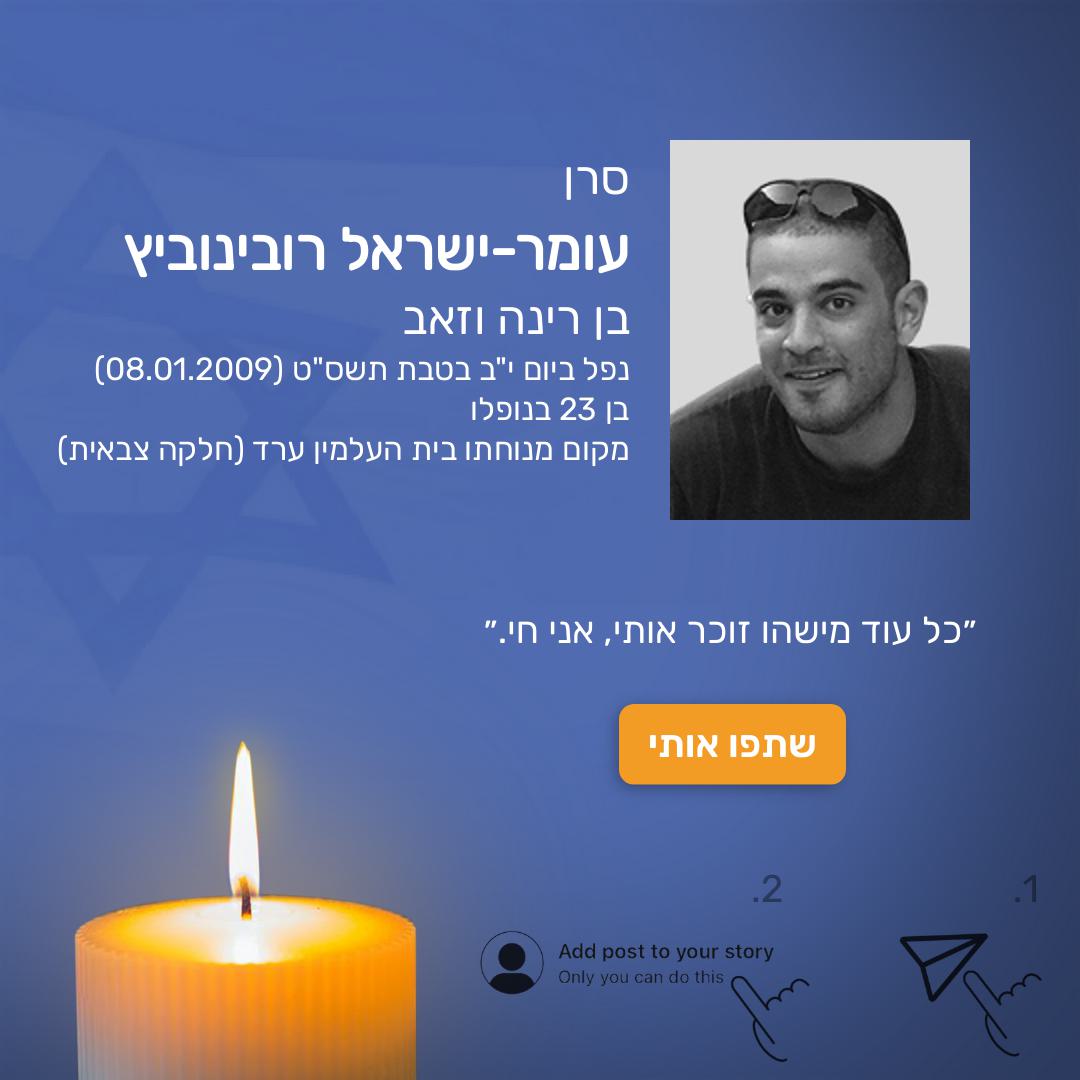 סרן
עומר-ישראל רובינוביץ
בן רינה וזאב
נפל ביום י"ב בטבת תשס"ט (08.01.2009)
בן 23 בנופלו
מקום מנוחתו בית העלמין ערד (חלקה צבאית)
״כל עוד מישהו זוכר אותי, אני חי.״
שתפו אותי
1.
2.
Add post to your story
Only you can do this